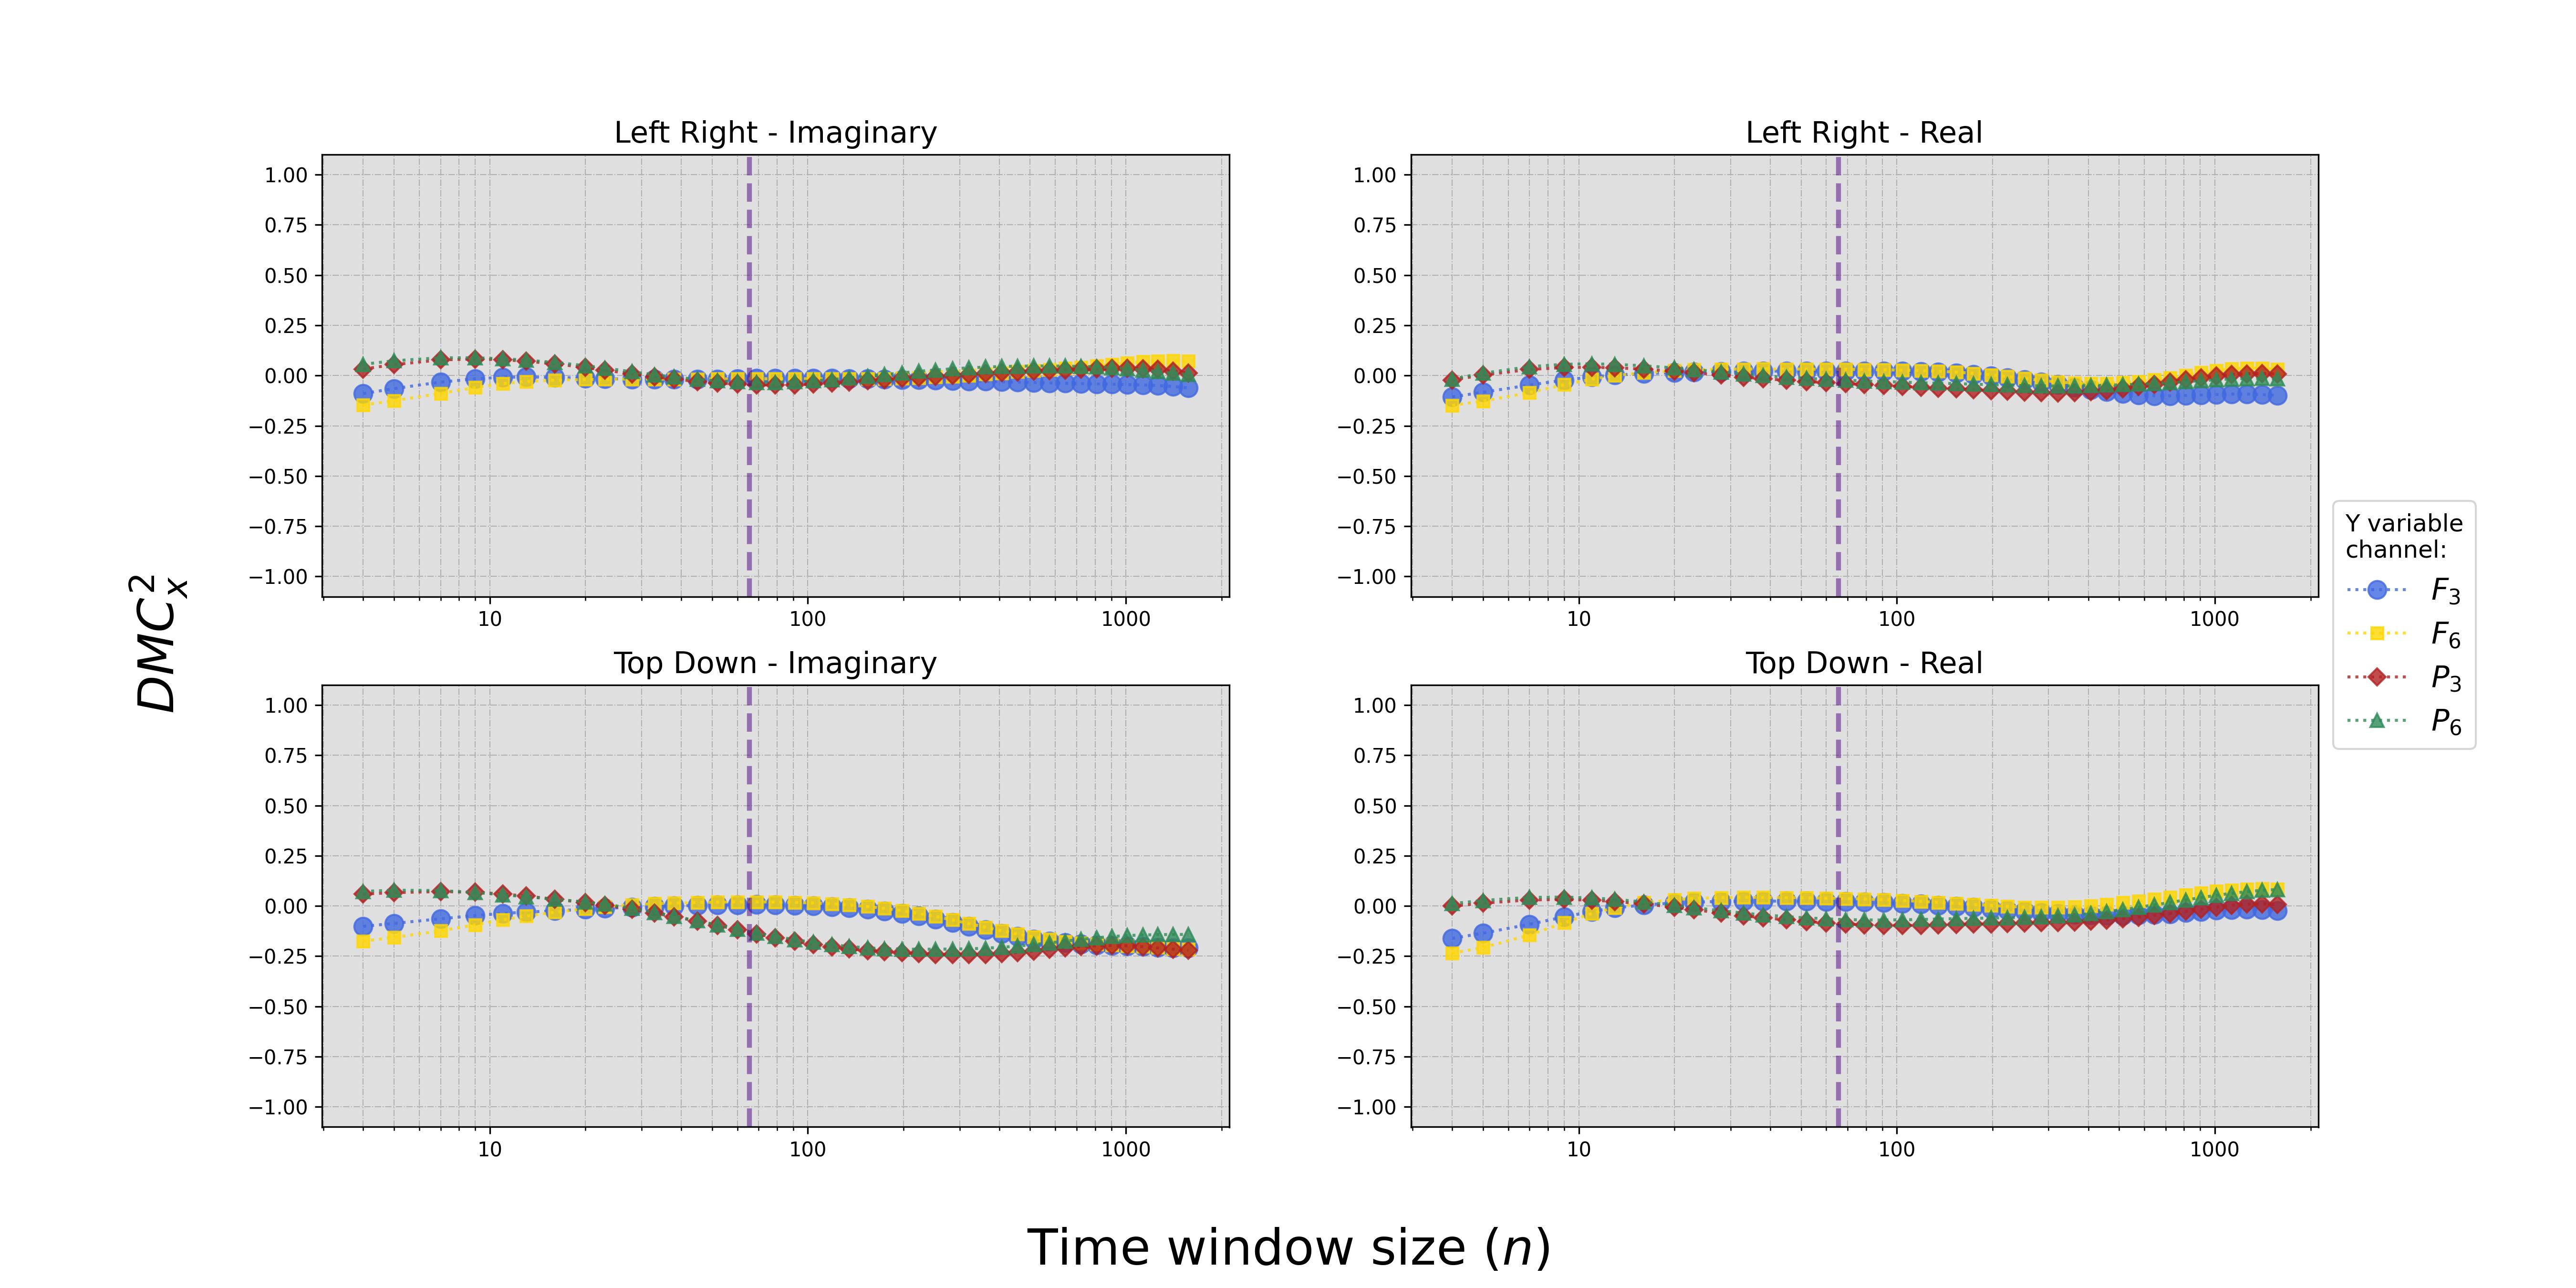 Left Right - Imaginary
1.00
0.75
0.50
0.25
0.00
−0.25
−0.50
−0.75
−1.00
10 100 1000
Left Right - Real
1.00
0.75
0.50
0.25
0.00
−0.25
−0.50
−0.75
−1.00
10 100 1000
Top Down - Imaginary
1.00
0.75
0.50
0.25
0.00
−0.25
−0.50
−0.75
−1.00
10 100 1000
Top Down - Real
1.00
0.75
0.50
0.25
0.00
−0.25
−0.50
−0.75
−1.00
10 100 1000
Y variable
channel:
F3
F6
P3
P6
DMC²ₓ
Time window size (n)